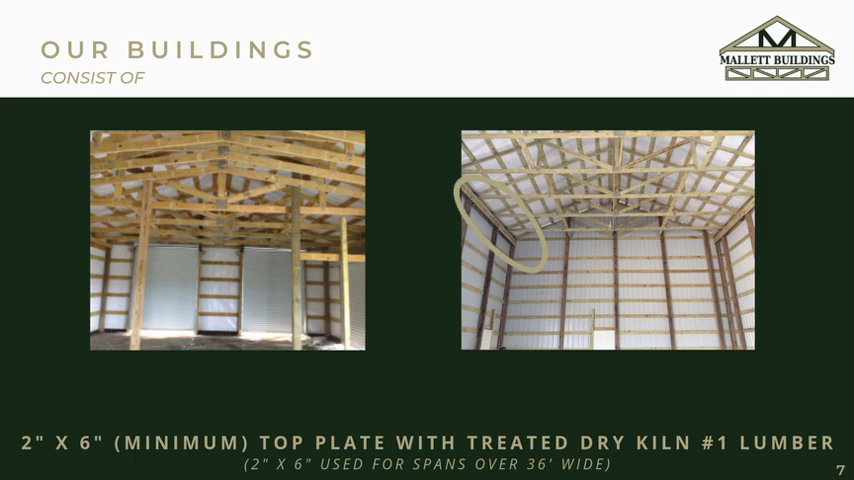 OUR BUILDINGS
CONSIST OF
M
MALLETT BUILDINGS
2" X 6" (MINIMUM) TOP PLATE WITH TREATED DRY KILN #1 LUMBER
(2" X 6" USED FOR SPANS OVER 36' WIDE)
7